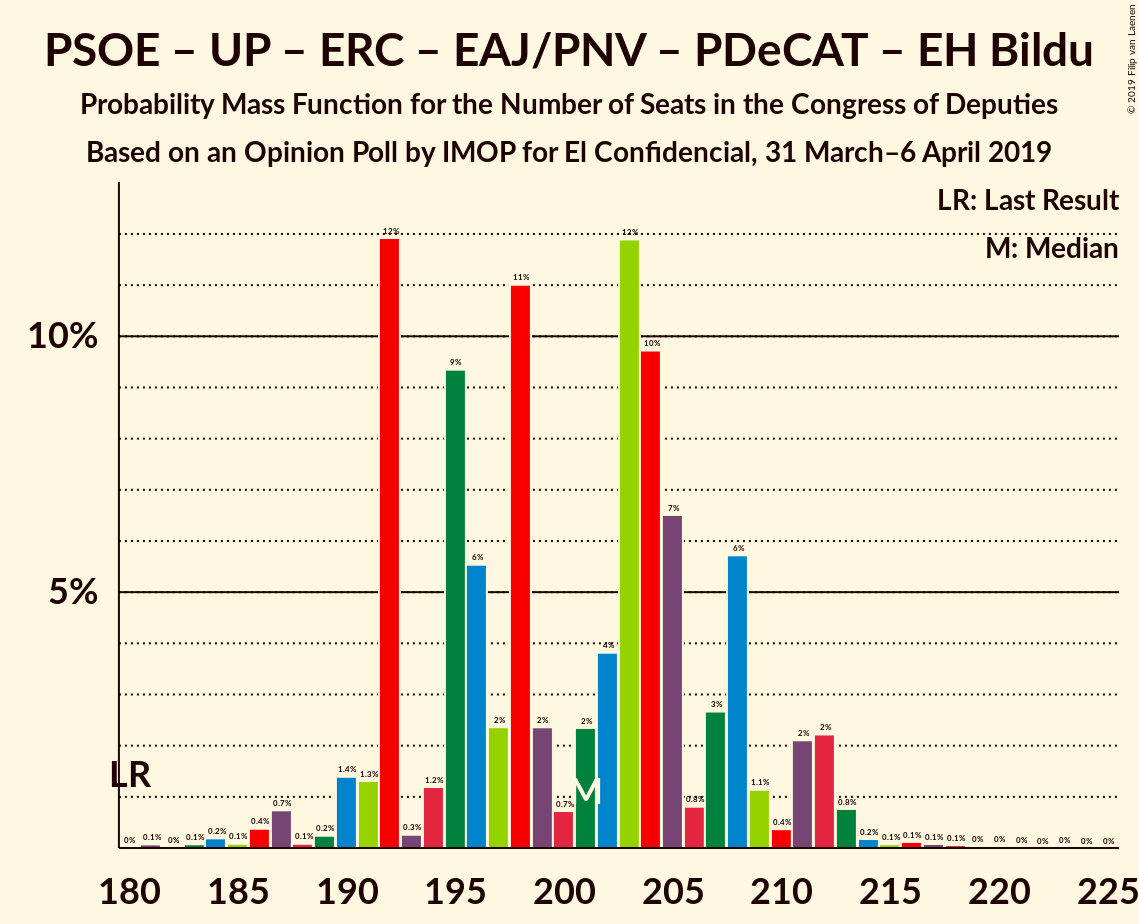 PSOE – UP – ERC – EAJ/PNV – PDeCAT – EH Bildu
Probability Mass Function for the Number of Seats in the Congress of Deputies
Based on an Opinion Poll by IMOP for El Confidencial, 31 March–6 April 2019
© 2019 Filip van Laenen
LR: Last Result
M: Median
10%
5%
LR
M
0% 0.1% 0% 0.1% 0.2% 0.1% 0.4% 0.7% 0.1% 0.2% 1.4% 1.3% 12% 0.3% 1.2% 9% 6% 2% 11% 2% 0.7% 2% 4% 12% 10% 7% 0.8% 3% 6% 1.1% 0.4% 2% 2% 0.8% 0.2% 0.1% 0.1% 0.1% 0.1% 0% 0% 0% 0% 0% 0% 0%
180 185 190 195 200 205 210 215 220 225